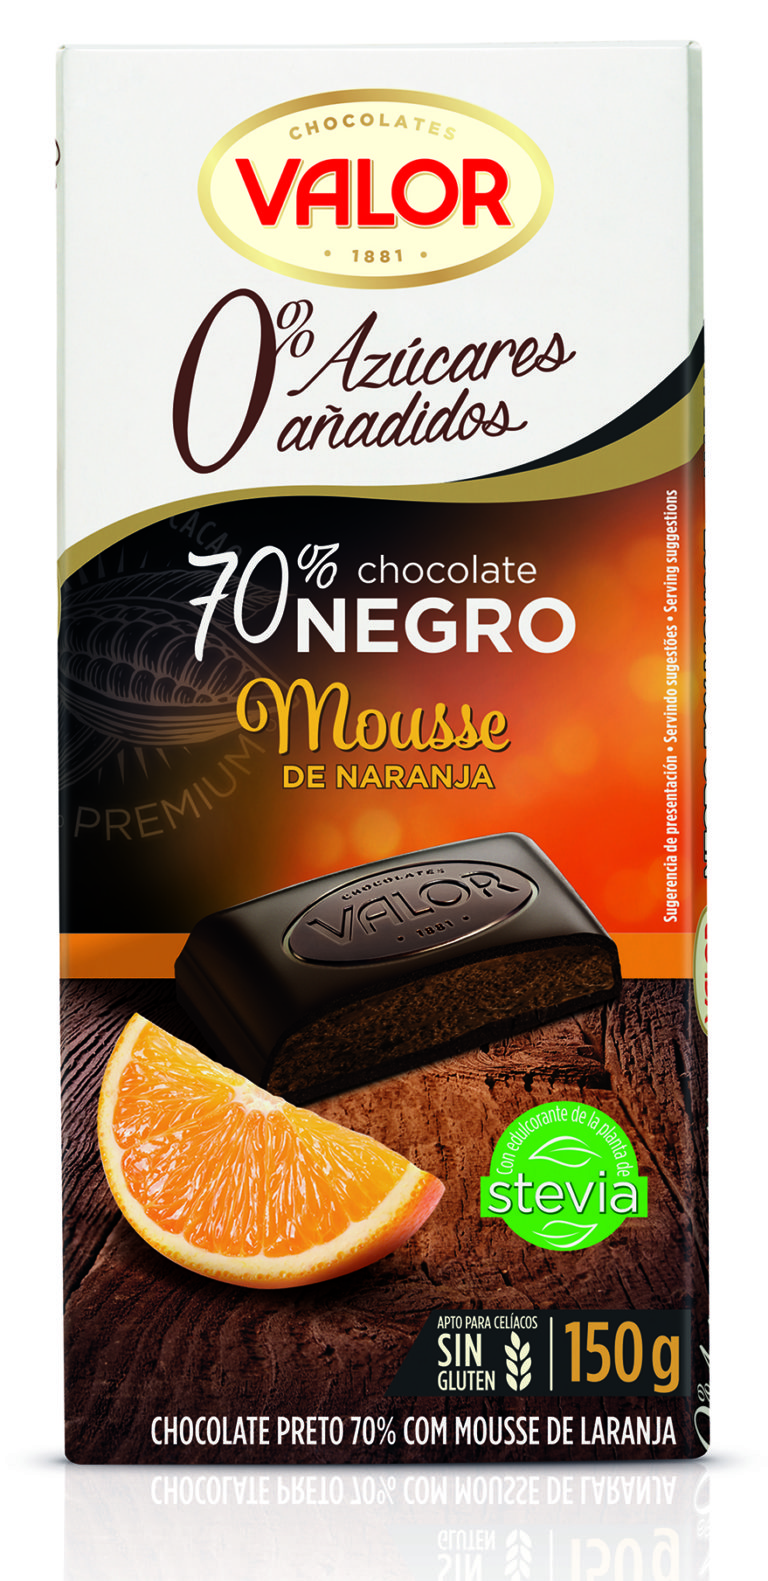 CHOCOLATES
VALOR
• 1881 •
0% Azúcares
añadidos
CACAO
70% chocolate
NEGRO
Mousse
DE NARANJA
PREMIUM
Sugerencia de presentación • Servindo sugestões • Serving suggestions
CHOCOLATES
VALOR
• 1881 •
Con edulcorante de la planta de
stevia
APTO PARA CELÍACOS
SIN
GLUTEN
150 g
CHOCOLATE PRETO 70% COM MOUSSE DE LARANJA